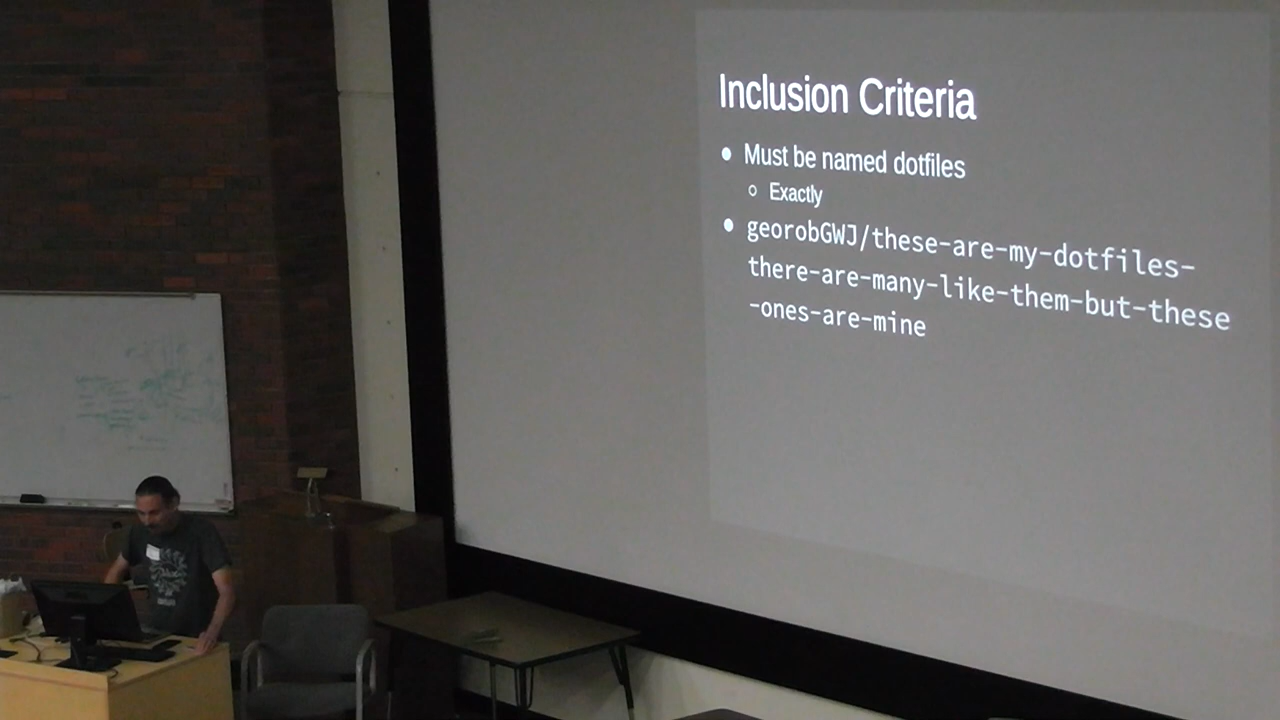 Inclusion Criteria
Must be named dotfiles
Exactly
georobGWJ/these-are-my-dotfiles-
there-are-many-like-them-but-these
-ones-are-mine